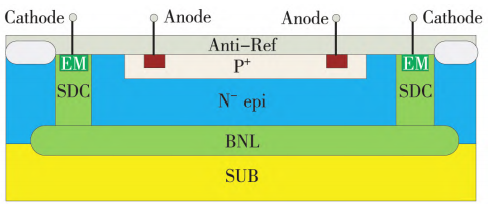 Cathode Anode Anode Cathode
Anti-Ref
EM P⁺ EM
SDC N⁻ epi SDC
BNL
SUB